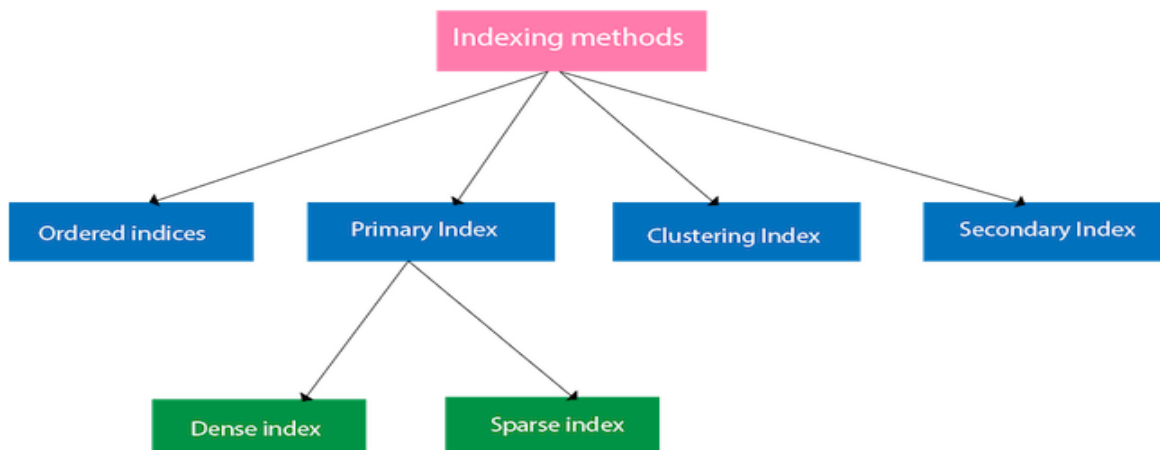 Indexing methods
Ordered indices
Primary Index
Clustering Index
Secondary Index
Dense index
Sparse index